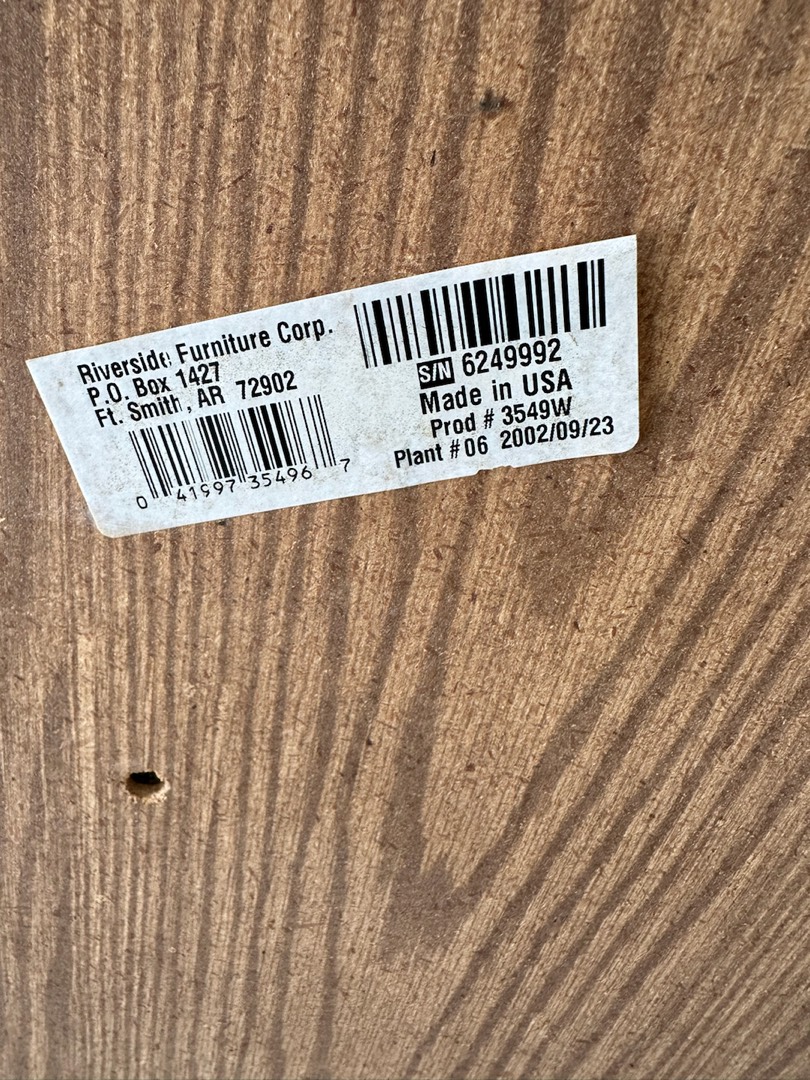 Riverside Furniture Corp.
P.O. Box 1427
Ft. Smith, AR 72902
0 41997 35496 7
S/N 6249992
Made in USA
Prod # 3549W
Plant #06 2002/09/23